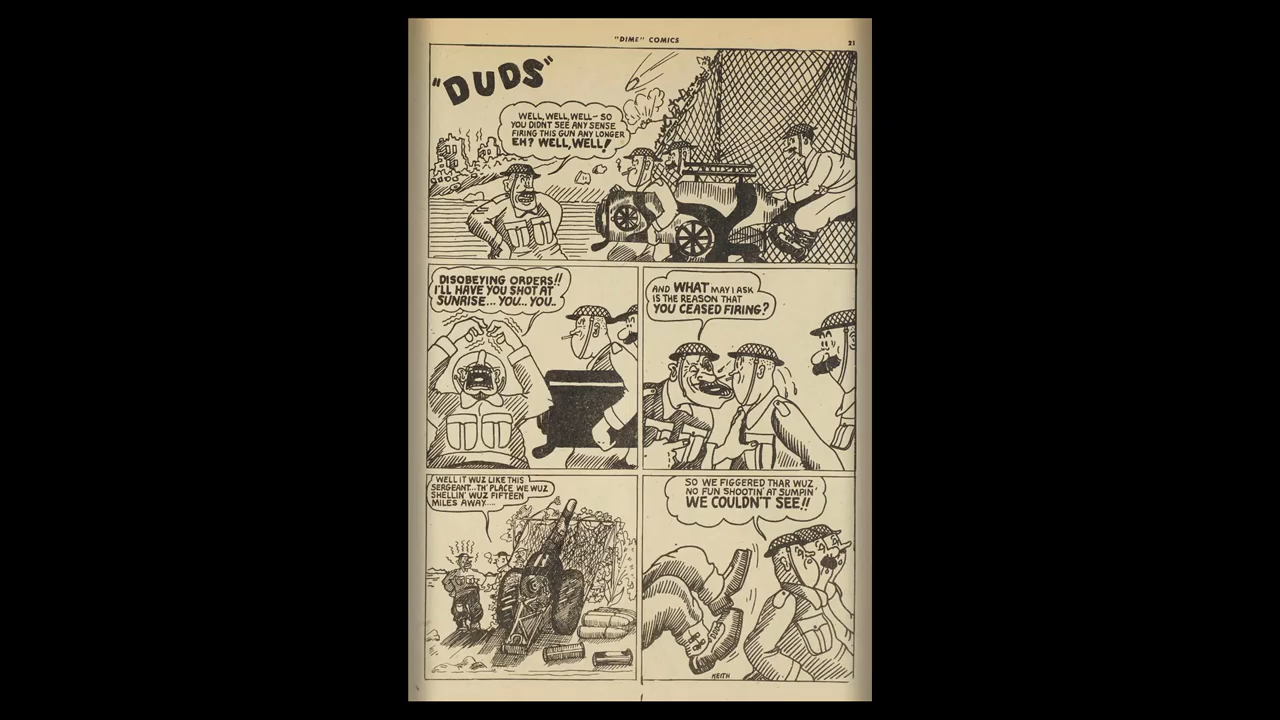 "DIME" COMICS
21
"DUDS"
WELL, WELL, WELL- SO
YOU DIDNT SEE ANY SENSE
FIRING THIS GUN ANY LONGER
EH? WELL, WELL!
DISOBEYING ORDERS!!
I'LL HAVE YOU SHOT AT
SUNRISE... YOU... YOU..
AND WHAT MAY I ASK
IS THE REASON THAT
YOU CEASED FIRING?
WELL IT WUZ LIKE THIS
SERGEANT...TH' PLACE WE WUZ
SHELLIN' WUZ FIFTEEN
MILES AWAY....
SO WE FIGGERED THAR WUZ
NO FUN SHOOTIN' AT SUMPIN'
WE COULDN'T SEE!!
KEITH